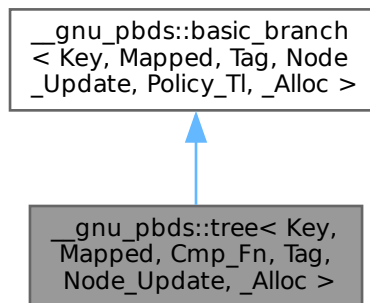 __gnu_pbds::basic_branch
< Key, Mapped, Tag, Node
_Update, Policy_Tl, _Alloc >
__gnu_pbds::tree< Key,
Mapped, Cmp_Fn, Tag,
Node_Update, _Alloc >